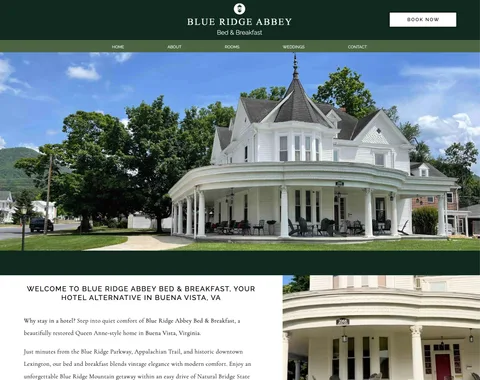 BLUE RIDGE ABBEY
Bed & Breakfast
BOOK NOW
HOME ABOUT ROOMS WEDDINGS CONTACT
WELCOME TO BLUE RIDGE ABBEY BED & BREAKFAST, YOUR
HOTEL ALTERNATIVE IN BUENA VISTA, VA
Why stay in a hotel? Step into quiet comfort of Blue Ridge Abbey Bed & Breakfast, a
beautifully restored Queen Anne-style home in Buena Vista, Virginia.
Just minutes from the Blue Ridge Parkway, Appalachian Trail, and historic downtown
Lexington, our bed and breakfast blends vintage elegance with modern comfort. Enjoy an
unforgettable Blue Ridge Mountain getaway within an easy drive of Natural Bridge State